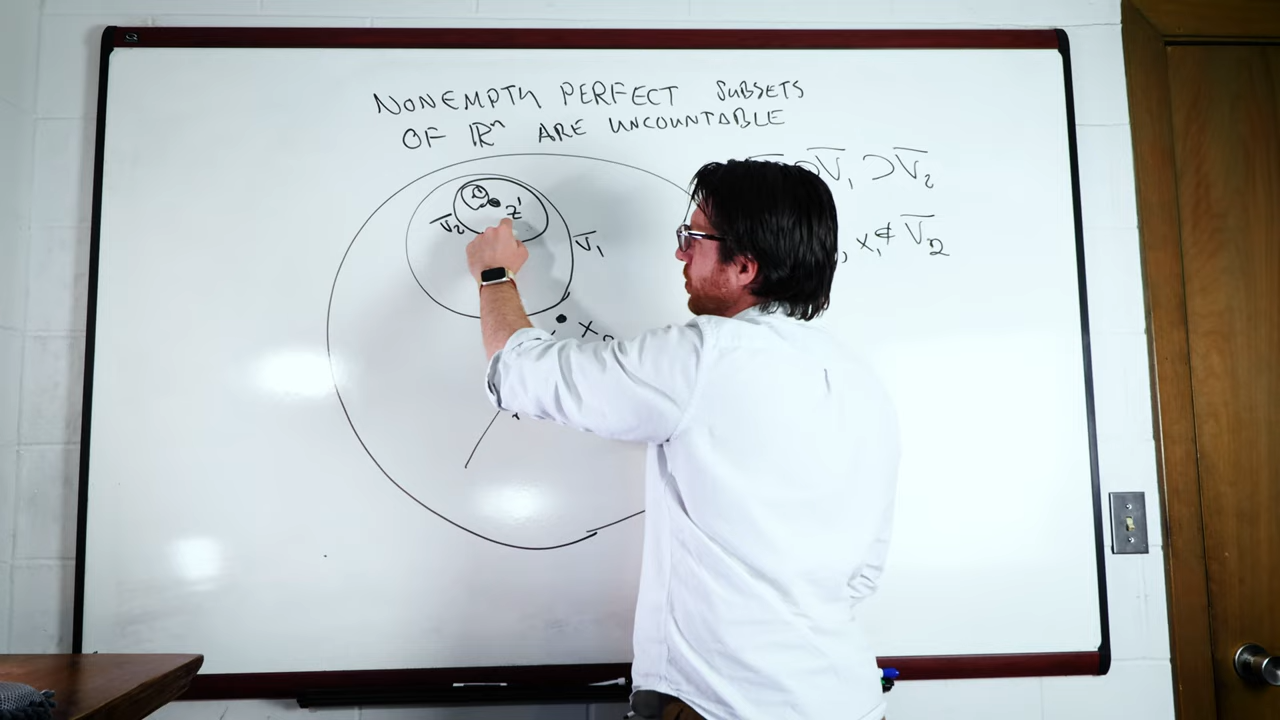 NONEMPTY PERFECT SUBSETS
OF ℝⁿ ARE UNCOUNTABLE
⊃ V̅₁ ⊃ V̅₂
, x₁ ∉ V̅₂
z'
V̅₂
V̅₁
x